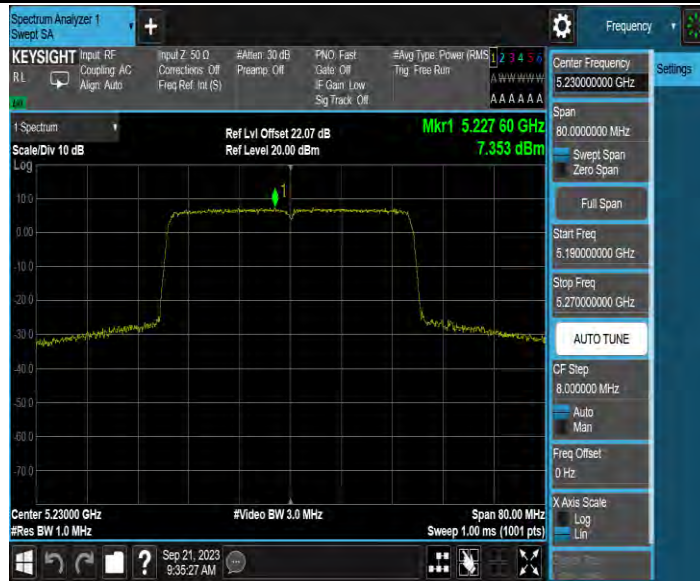 Spectrum Analyzer 1
Swept SA
Frequency
KEYSIGHT
RL
Input: RF
Coupling: AC
Align: Auto
Input Z: 50 Ω
Corrections: Off
Freq Ref: Int (S)
#Atten: 30 dB
Preamp: Off
PNO: Fast
Gate: Off
IF Gain: Low
Sig Track: Off
#Avg Type: Power (RMS
Trig: Free Run
1 2 3 4 5 6
A W W W W W
A A A A A A
Center Frequency
5.230000000 GHz
Settings
Span
80.0000000 MHz
Swept Span
Zero Span
Full Span
Start Freq
5.190000000 GHz
Stop Freq
5.270000000 GHz
AUTO TUNE
CF Step
8.000000 MHz
Auto
Man
Freq Offset
0 Hz
X Axis Scale
Log
Lin
1 Spectrum
Scale/Div 10 dB
Log
Ref Lvl Offset 22.07 dB
Ref Level 20.00 dBm
Mkr1 5.227 60 GHz
7.353 dBm
1
10.0
0.00
-10.0
-20.0
-30.0
-40.0
-50.0
-60.0
-70.0
Center 5.23000 GHz
#Res BW 1.0 MHz
#Video BW 3.0 MHz
Span 80.00 MHz
Sweep 1.00 ms (1001 pts)
?
Sep 21, 2023
9:35:27 AM